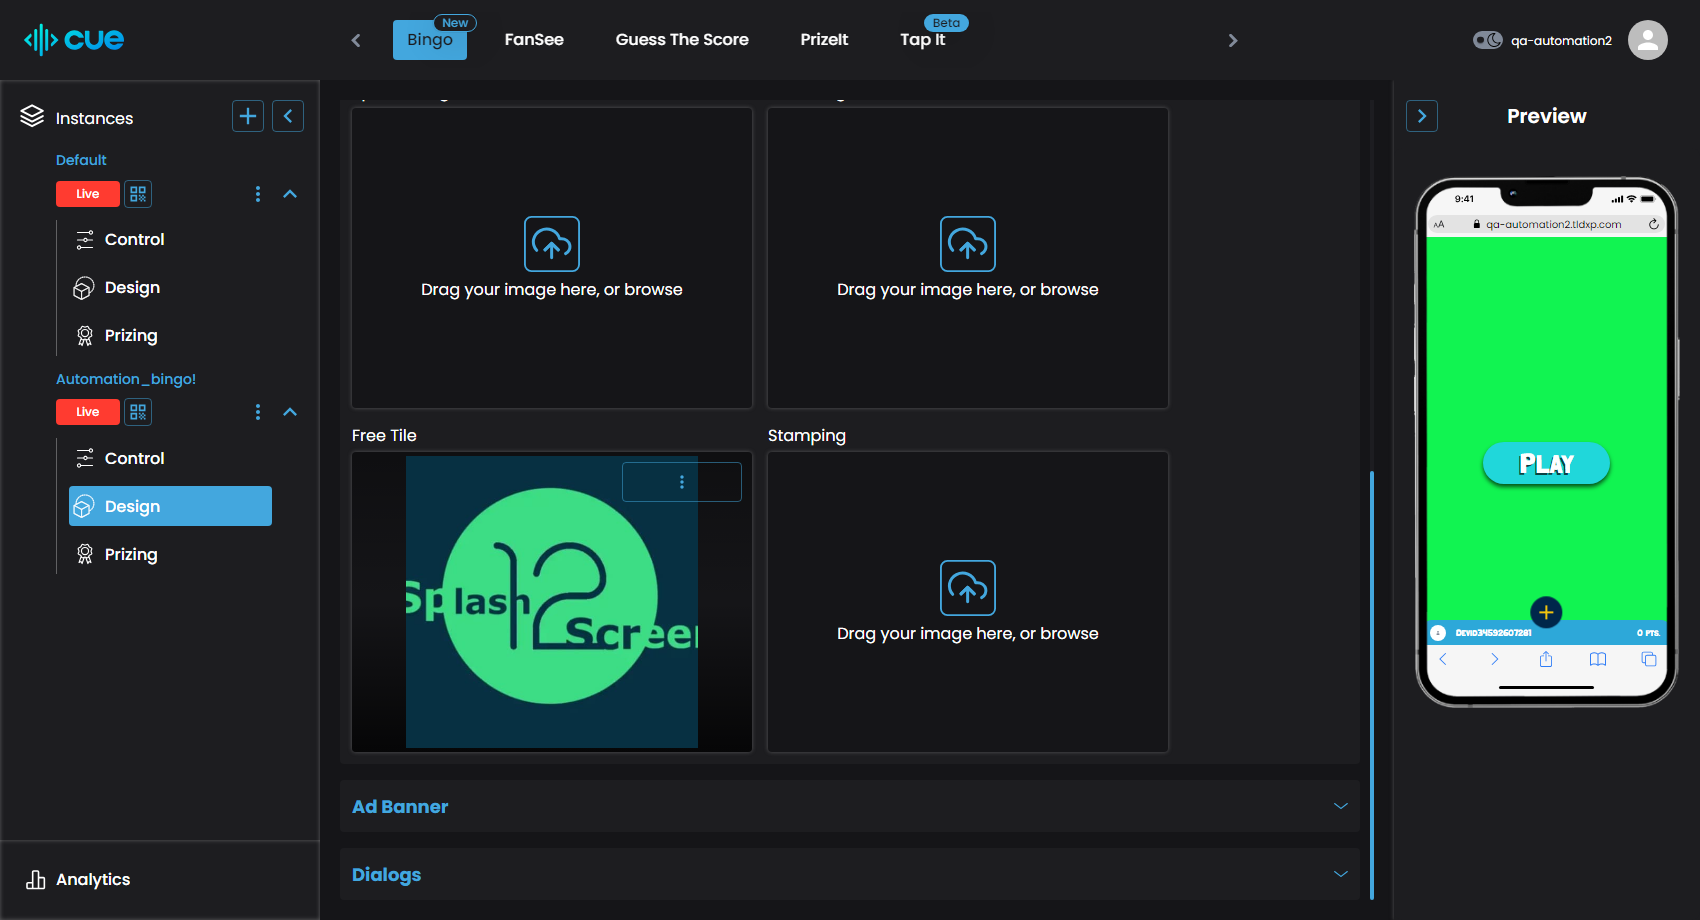 cue
Bingo
New
FanSee
Guess The Score
PrizeIt
Tap It
Beta
qa-automation2
Instances
Default
Live
Control
Design
Prizing
Automation_bingo!
Live
Control
Design
Prizing
Analytics
Drag your image here, or browse
Drag your image here, or browse
Free Tile
Stamping
Splash
12
Screen
Drag your image here, or browse
Ad Banner
Dialogs
Preview
9:41
AA
qa-automation2.tldxp.com
PLAY
DEVID34592607281
0 PTS.